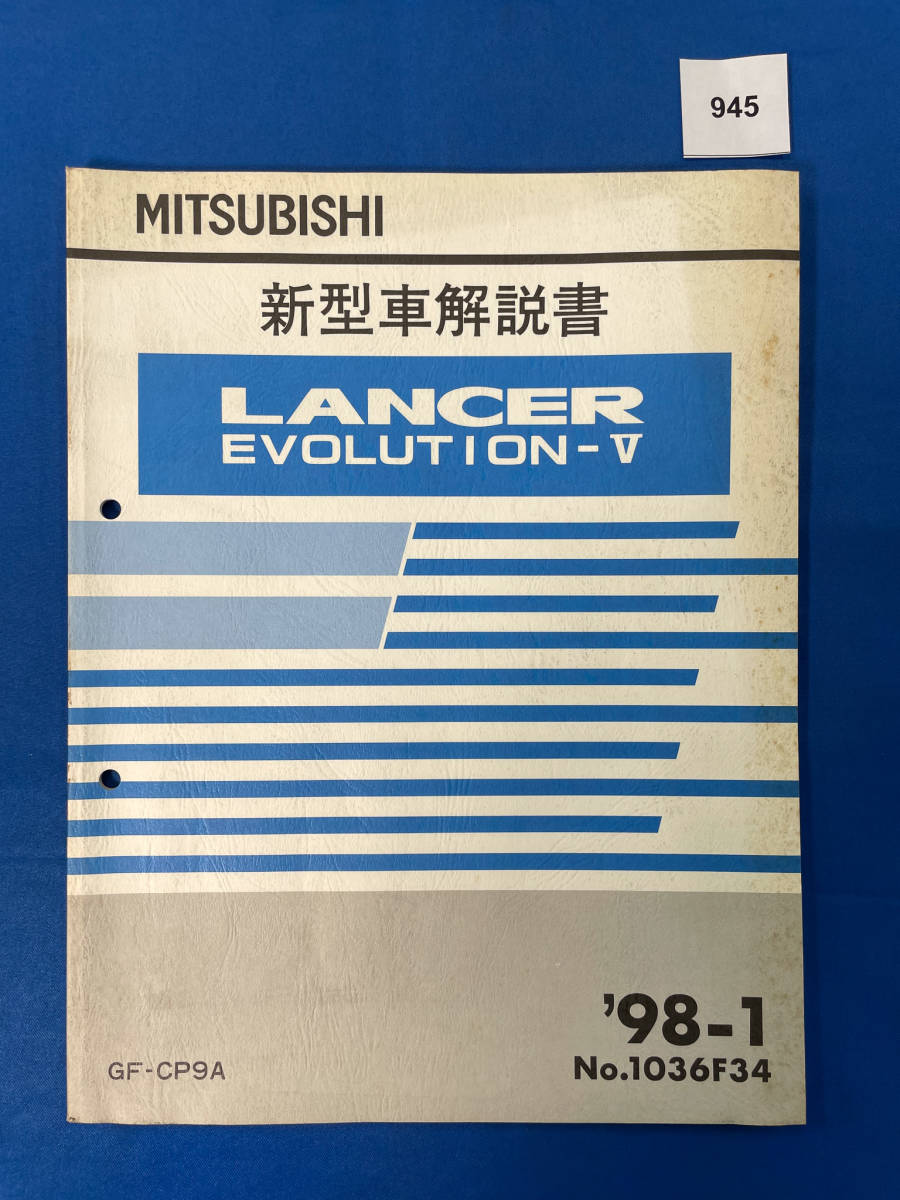 945
MITSUBISHI
新型車解説書
LANCER
EVOLUTION-V
'98-1
No.1036F34
GF-CP9A